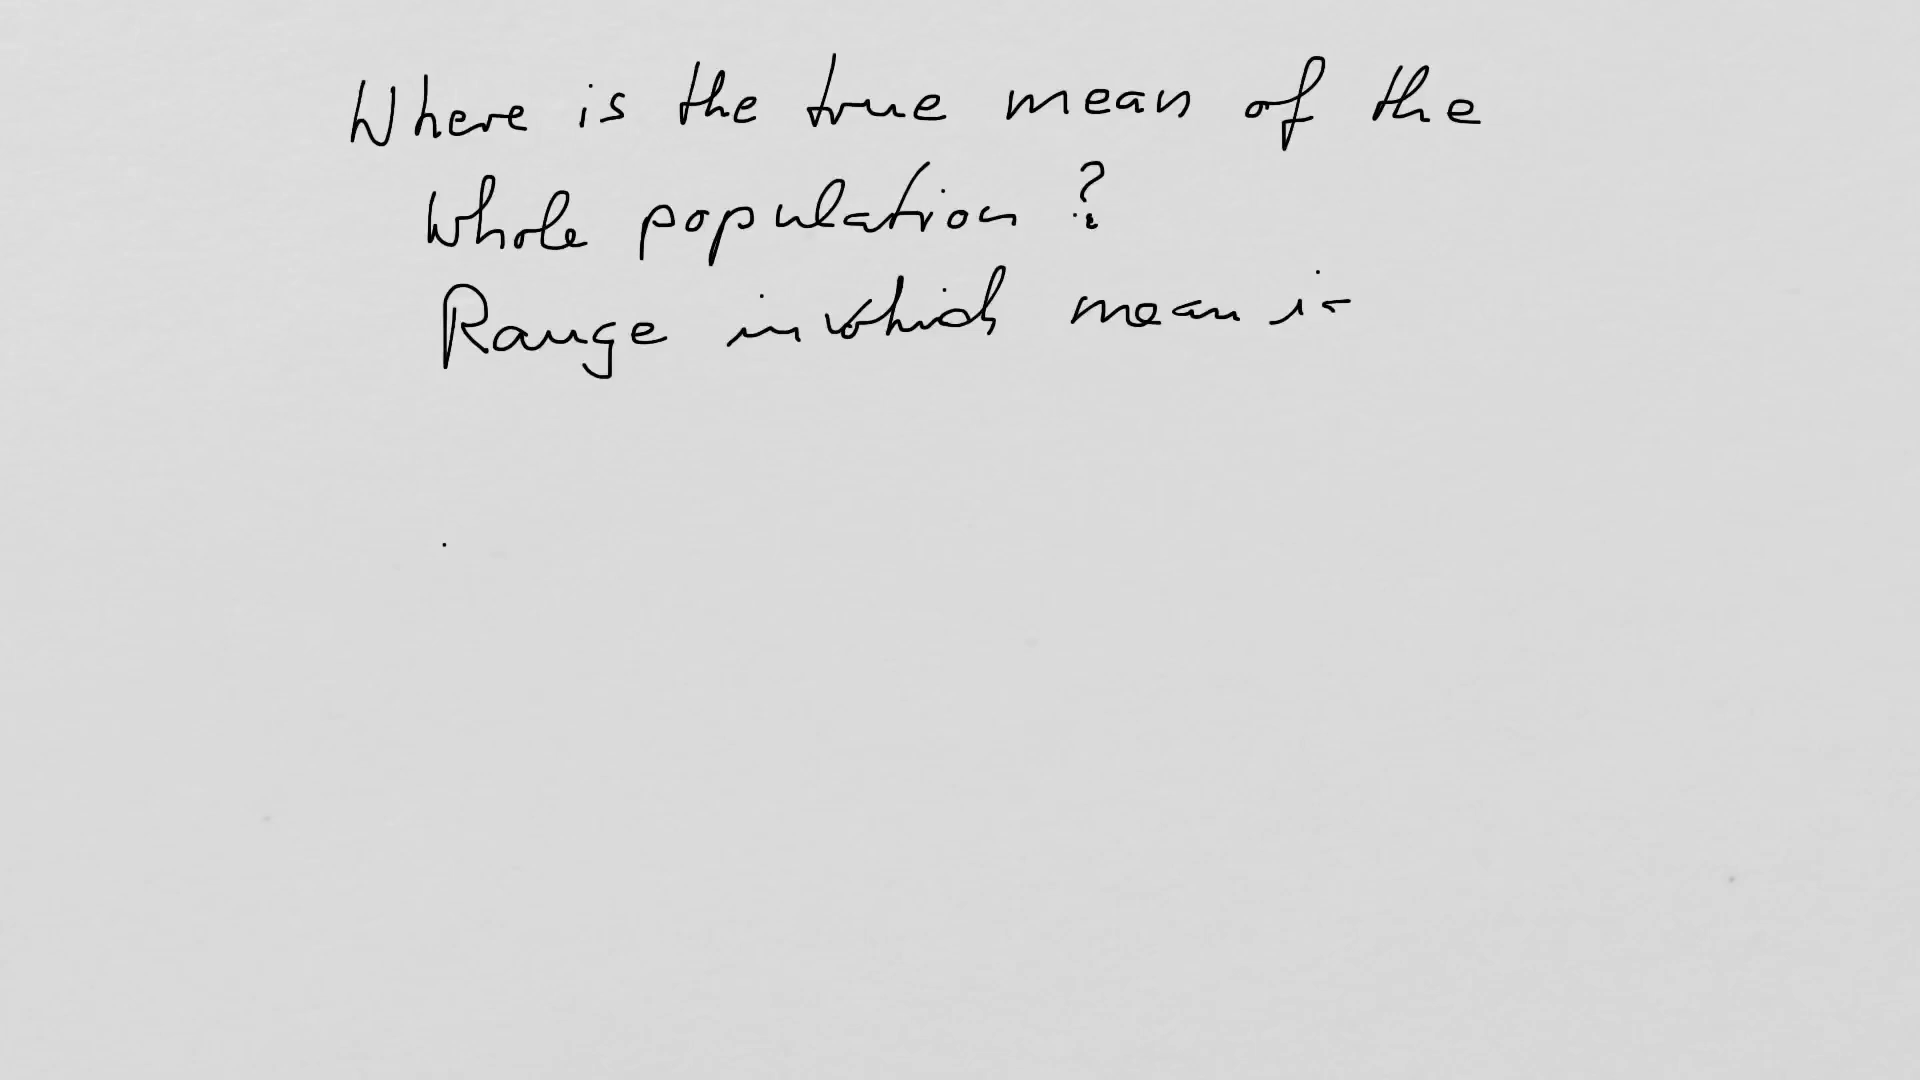 Where is the true mean of the
whole population?
Range in which mean is